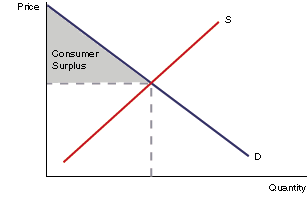 Price
S
Consumer
Surplus
D
Quantity